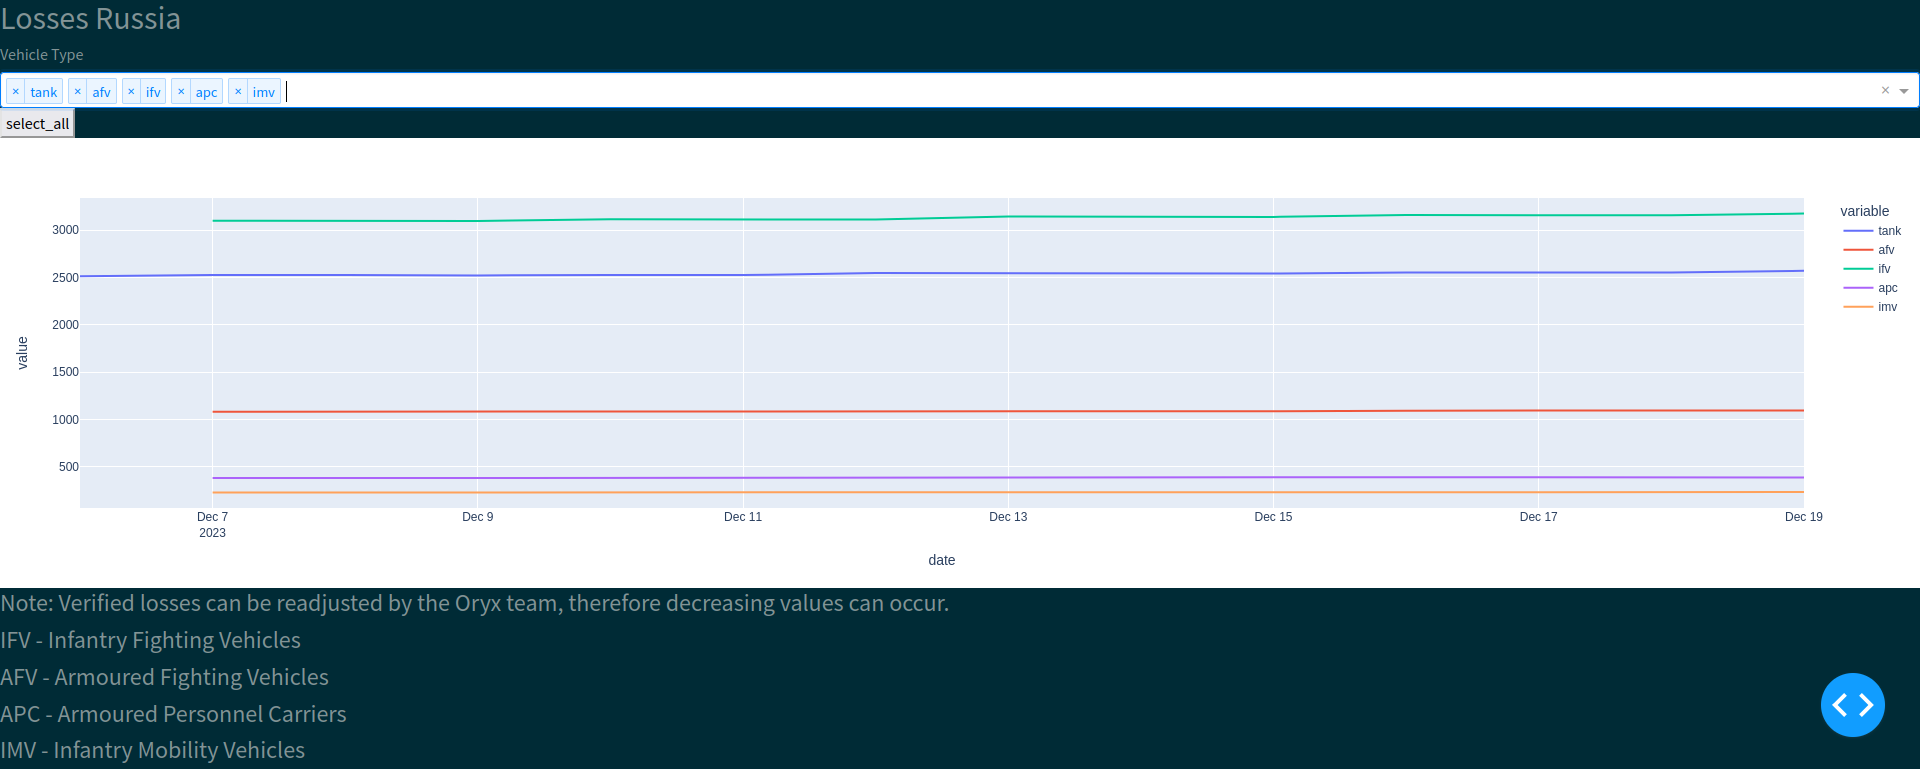 Losses Russia
Vehicle Type
× tank × afv × ifv × apc × imv ×
select_all
variable
tank
afv
ifv
apc
imv
3000
2500
2000
1500
1000
500
value
Dec 7 Dec 9 Dec 11 Dec 13 Dec 15 Dec 17 Dec 19
2023
date
Note: Verified losses can be readjusted by the Oryx team, therefore decreasing values can occur.
IFV - Infantry Fighting Vehicles
AFV - Armoured Fighting Vehicles
APC - Armoured Personnel Carriers
IMV - Infantry Mobility Vehicles